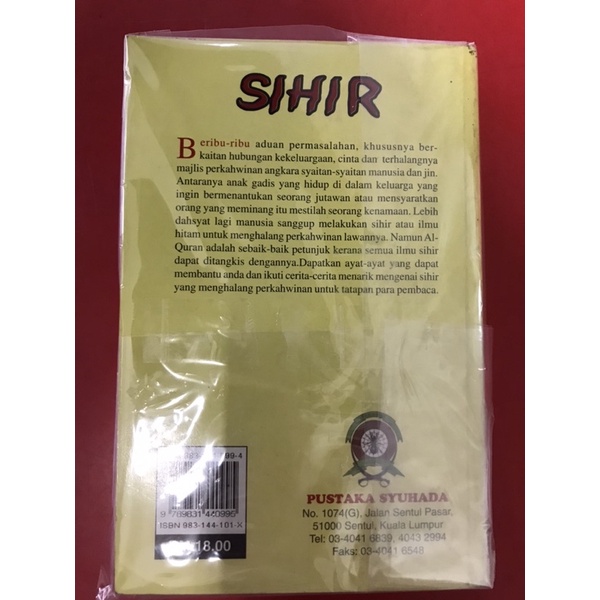 SIHIR
Beribu-ribu aduan permasalahan, khususnya ber-
kaitan hubungan kekeluargaan, cinta dan terhalangnya
majlis perkahwinan angkara syaitan-syaitan manusia dan jin.
Antaranya anak gadis yang hidup di dalam keluarga yang
ingin bermenantukan seorang jutawan atau mensyaratkan
orang yang meminang itu mestilah seorang kenamaan. Lebih
dahsyat lagi manusia sanggup melakukan sihir atau ilmu
hitam untuk menghalang perkahwinan lawannya. Namun Al-
Quran adalah sebaik-baik petunjuk kerana semua ilmu sihir
dapat ditangkis dengannya.Dapatkan ayat-ayat yang dapat
membantu anda dan ikuti cerita-cerita menarik mengenai sihir
yang menghalang perkahwinan untuk tatapan para pembaca.
99-4
9 789831 440995
ISBN 983-144-101-X
18.00
PUSTAKA SYUHADA
No. 1074(G), Jalan Sentul Pasar,
51000 Sentul, Kuala Lumpur
Tel: 03-4041 6839, 4043 2994
Faks: 03-4041 6548